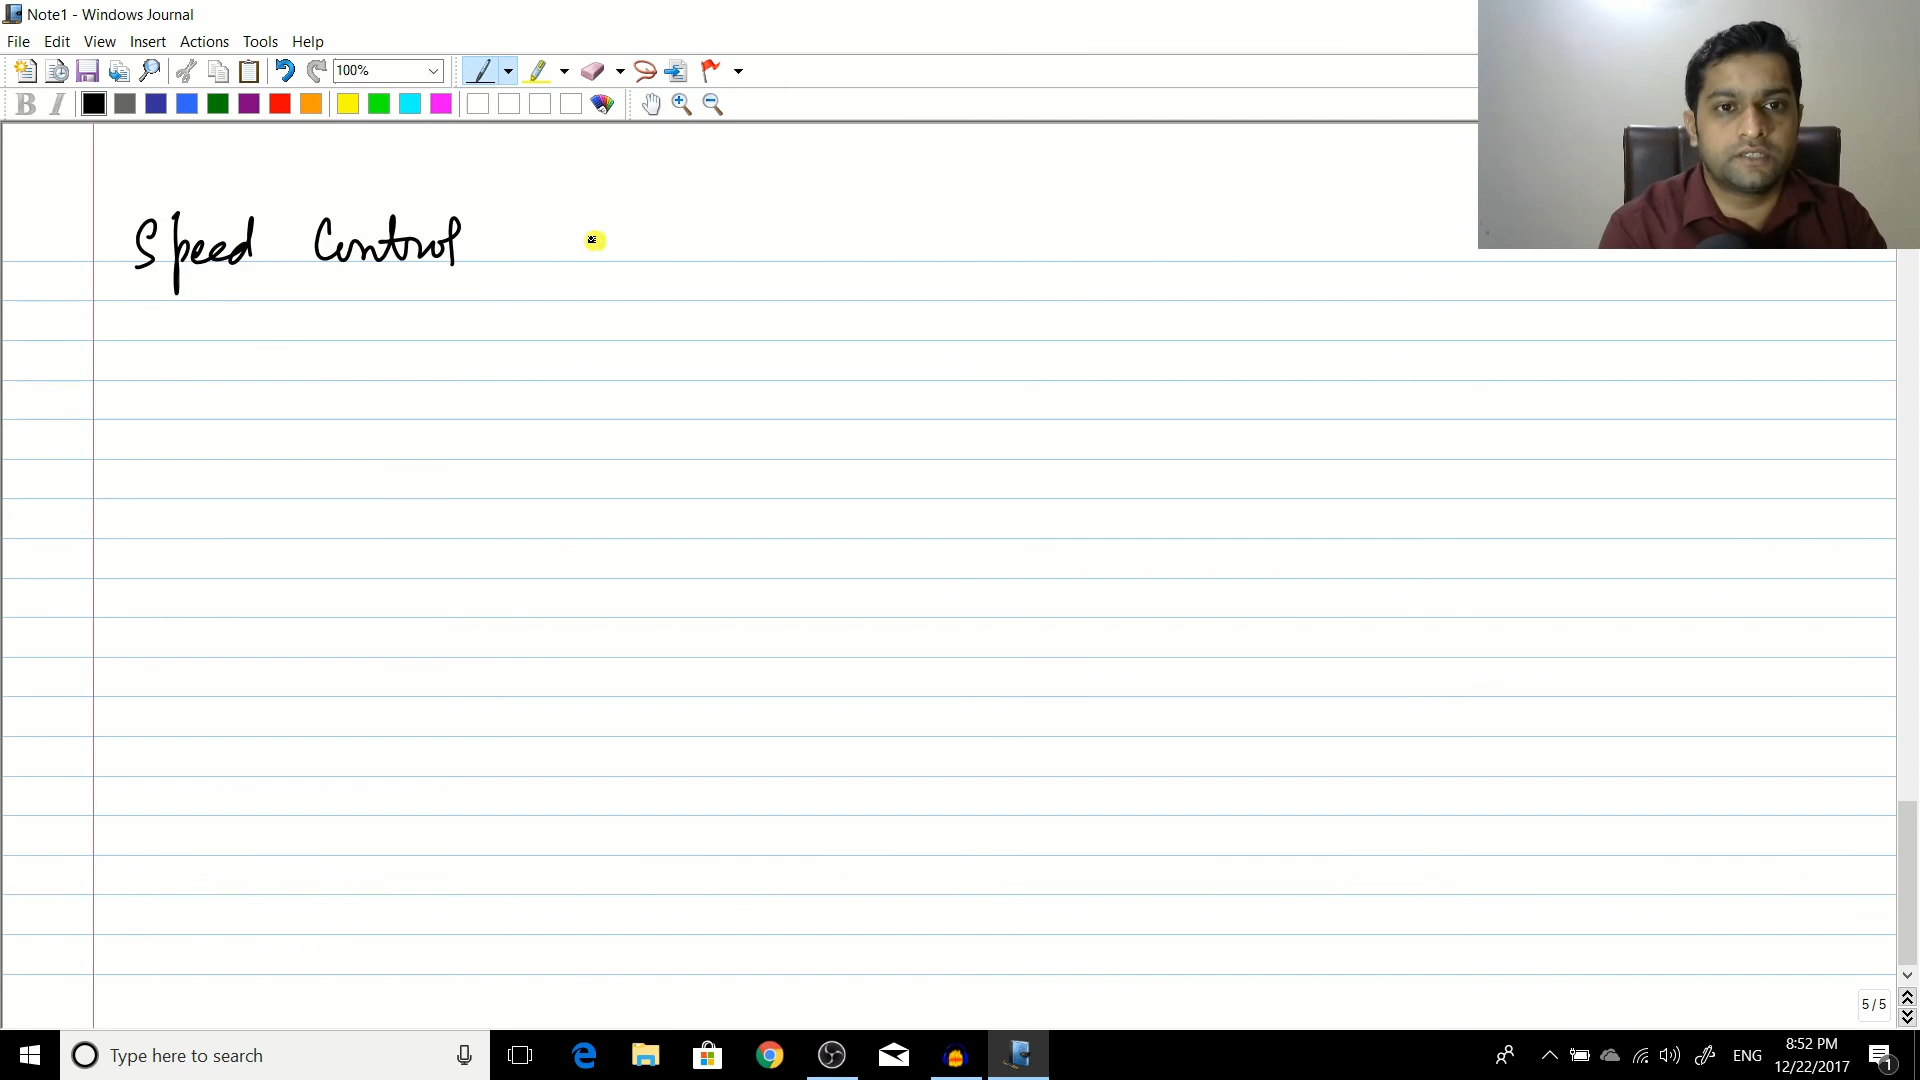 Note1 - Windows Journal
File Edit View Insert Actions Tools Help
100%
B I
Speed Control
5 / 5
Type here to search
ENG
8:52 PM
12/22/2017
1